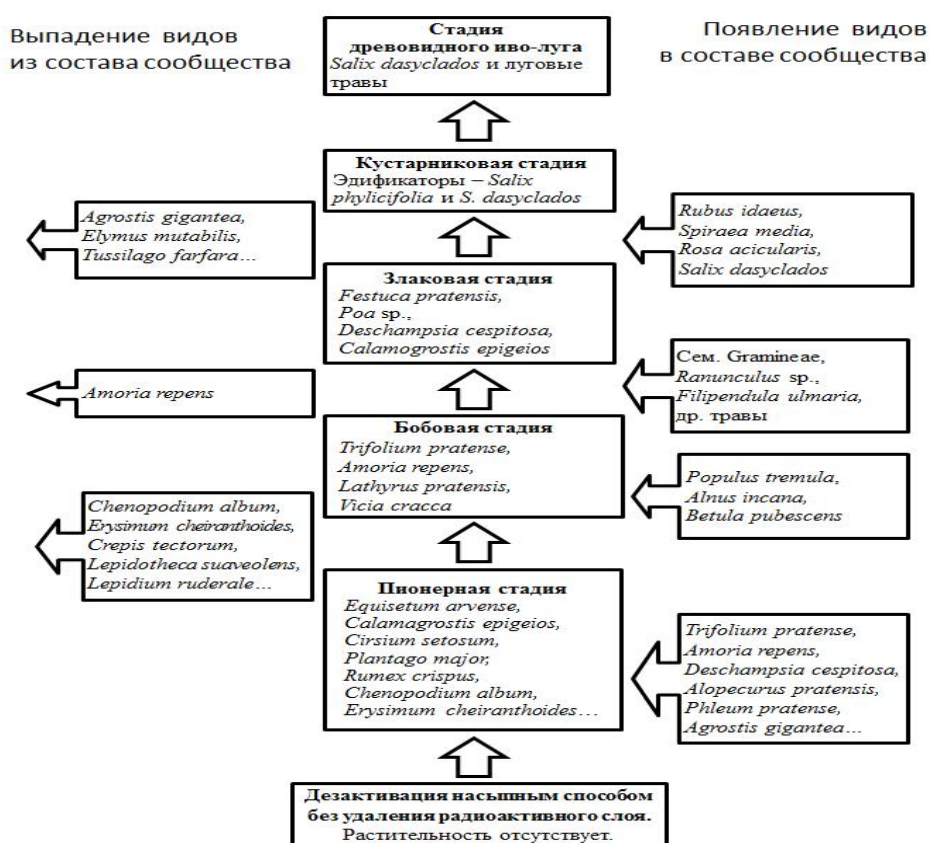 Выпадение видов
из состава сообщества
Появление видов
в составе сообщества
Стадия
древовидного иво-луга
Salix dasyclados и луговые
травы
Кустарниковая стадия
Эдификаторы – Salix
phylicifolia и S. dasyclados
Agrostis gigantea,
Elymus mutabilis,
Tussilago farfara...
Rubus idaeus,
Spiraea media,
Rosa acicularis,
Salix dasyclados
Злаковая стадия
Festuca pratensis,
Poa sp.,
Deschampsia cespitosa,
Calamogrostis epigeios
Amoria repens
Сем. Gramineae,
Ranunculus sp.,
Filipendula ulmaria,
др. травы
Бобовая стадия
Trifolium pratense,
Amoria repens,
Lathyrus pratensis,
Vicia cracca
Populus tremula,
Alnus incana,
Betula pubescens
Chenopodium album,
Erysimum cheiranthoides,
Crepis tectorum,
Lepidotheca suaveolens,
Lepidium ruderale...
Пионерная стадия
Equisetum arvense,
Calamagrostis epigeios,
Cirsium setosum,
Plantago major,
Rumex crispus,
Chenopodium album,
Erysimum cheiranthoides...
Trifolium pratense,
Amoria repens,
Deschampsia cespitosa,
Alopecurus pratensis,
Phleum pratense,
Agrostis gigantea...
Дезактивация насыпным способом
без удаления радиоактивного слоя.
Растительность отсутствует.